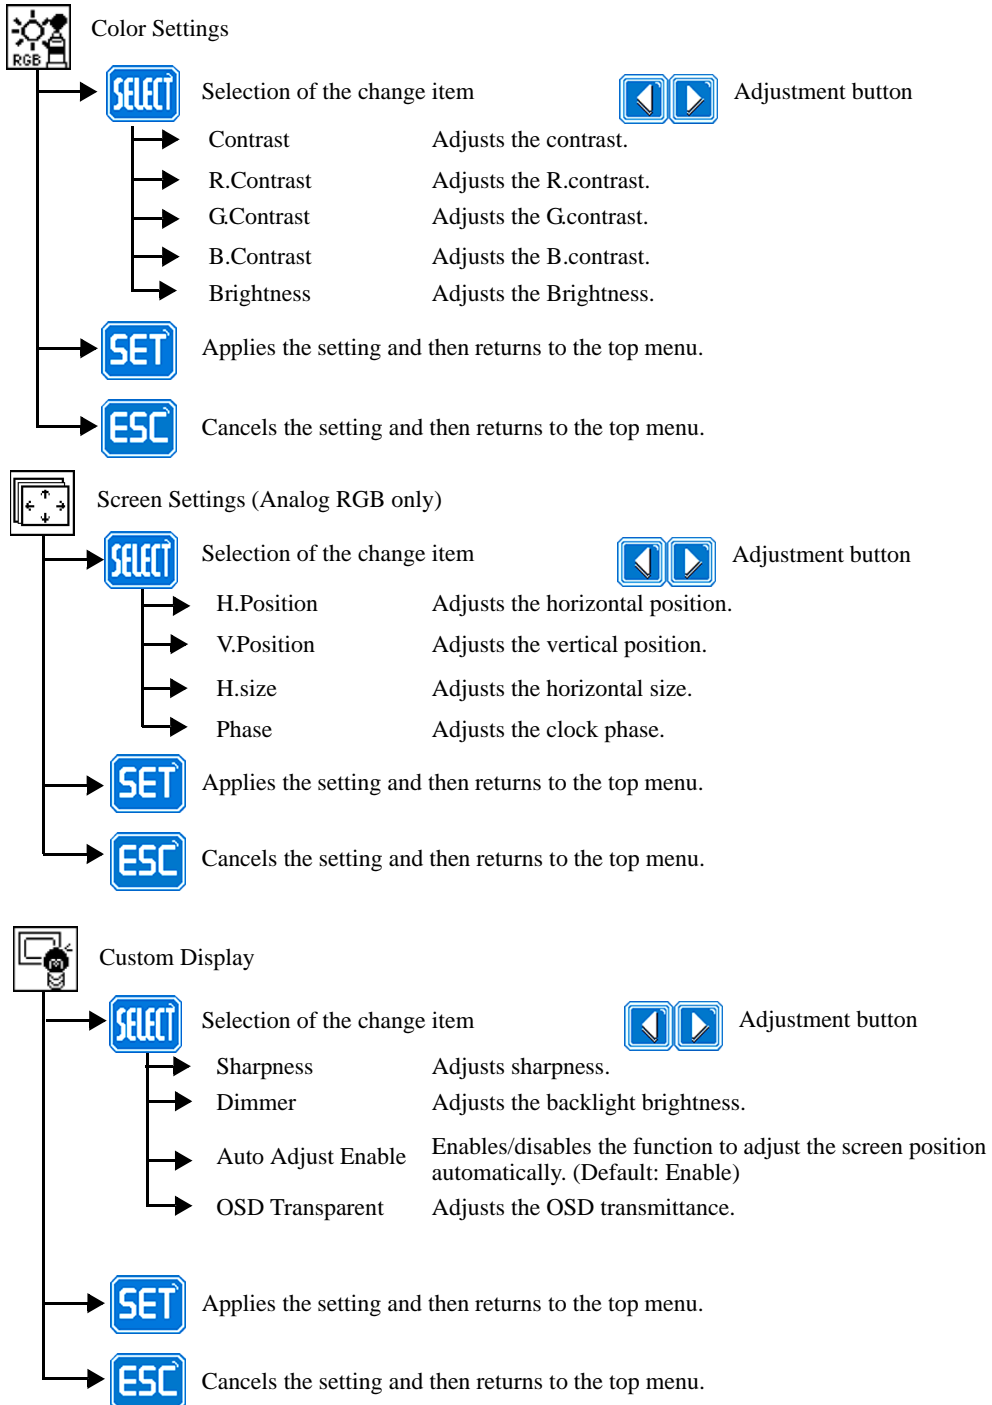 Color Settings
RGB
SELECT Selection of the change item Adjustment button
Contrast Adjusts the contrast.
R.Contrast Adjusts the R.contrast.
G.Contrast Adjusts the G.contrast.
B.Contrast Adjusts the B.contrast.
Brightness Adjusts the Brightness.
SET Applies the setting and then returns to the top menu.
ESC Cancels the setting and then returns to the top menu.
Screen Settings (Analog RGB only)
SELECT Selection of the change item Adjustment button
H.Position Adjusts the horizontal position.
V.Position Adjusts the vertical position.
H.size Adjusts the horizontal size.
Phase Adjusts the clock phase.
SET Applies the setting and then returns to the top menu.
ESC Cancels the setting and then returns to the top menu.
Custom Display
SELECT Selection of the change item Adjustment button
Sharpness Adjusts sharpness.
Dimmer Adjusts the backlight brightness.
Auto Adjust Enable Enables/disables the function to adjust the screen position
automatically. (Default: Enable)
OSD Transparent Adjusts the OSD transmittance.
SET Applies the setting and then returns to the top menu.
ESC Cancels the setting and then returns to the top menu.